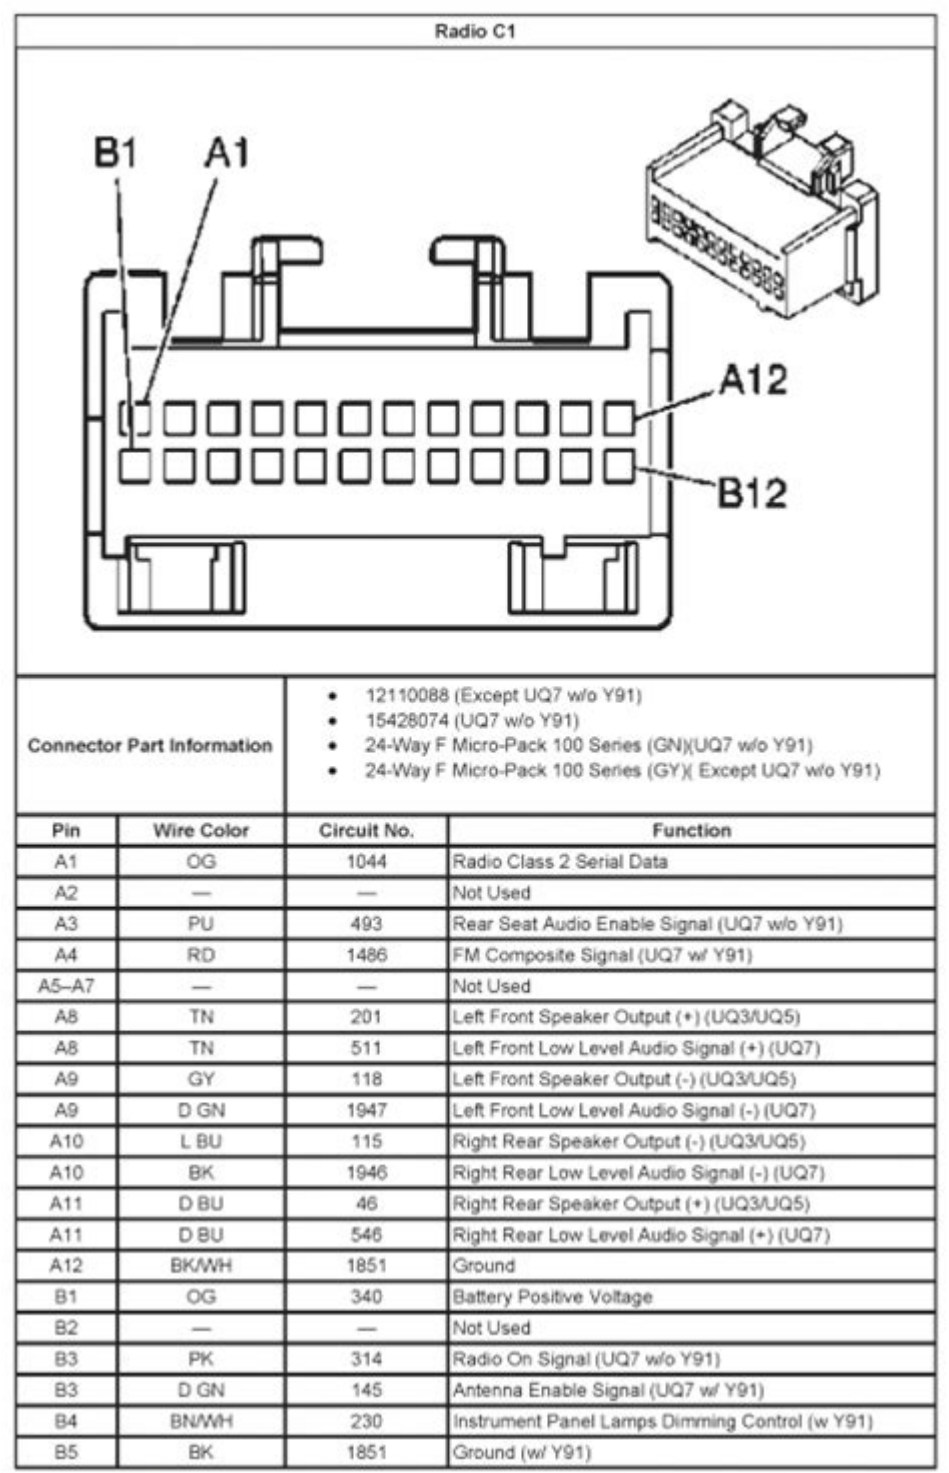 Radio C1
B1 A1
A12
B12
Connector Part Information
• 12110088 (Except UQ7 w/o Y91)
• 15428074 (UQ7 w/o Y91)
• 24-Way F Micro-Pack 100 Series (GN)(UQ7 w/o Y91)
• 24-Way F Micro-Pack 100 Series (GY)( Except UQ7 w/o Y91)
Pin Wire Color Circuit No. Function
A1 OG 1044 Radio Class 2 Serial Data
A2 — — Not Used
A3 PU 493 Rear Seat Audio Enable Signal (UQ7 w/o Y91)
A4 RD 1486 FM Composite Signal (UQ7 w/ Y91)
A5–A7 — — Not Used
A8 TN 201 Left Front Speaker Output (+) (UQ3/UQ5)
A8 TN 511 Left Front Low Level Audio Signal (+) (UQ7)
A9 GY 118 Left Front Speaker Output (-) (UQ3/UQ5)
A9 D GN 1947 Left Front Low Level Audio Signal (-) (UQ7)
A10 L BU 115 Right Rear Speaker Output (-) (UQ3/UQ5)
A10 BK 1946 Right Rear Low Level Audio Signal (-) (UQ7)
A11 D BU 46 Right Rear Speaker Output (+) (UQ3/UQ5)
A11 D BU 546 Right Rear Low Level Audio Signal (+) (UQ7)
A12 BK/WH 1851 Ground
B1 OG 340 Battery Positive Voltage
B2 — — Not Used
B3 PK 314 Radio On Signal (UQ7 w/o Y91)
B3 D GN 145 Antenna Enable Signal (UQ7 w/ Y91)
B4 BN/WH 230 Instrument Panel Lamps Dimming Control (w Y91)
B5 BK 1851 Ground (w/ Y91)